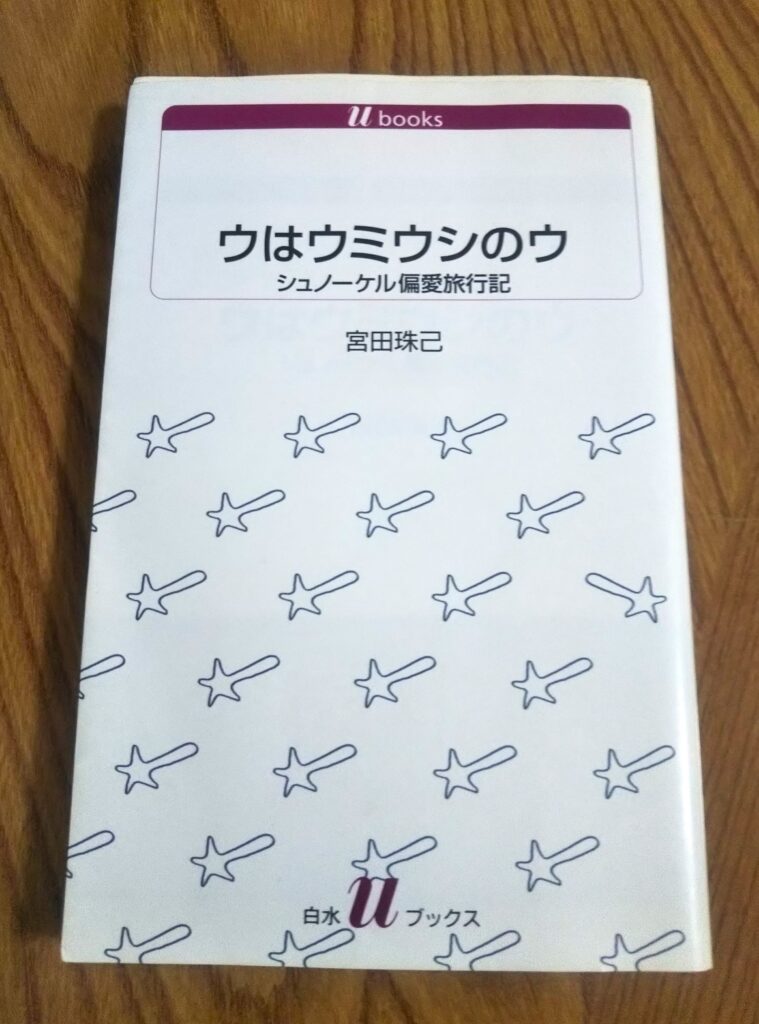 u books
ウはウミウシのウ
シュノーケル偏愛旅行記
宮田珠己
白水uブックス